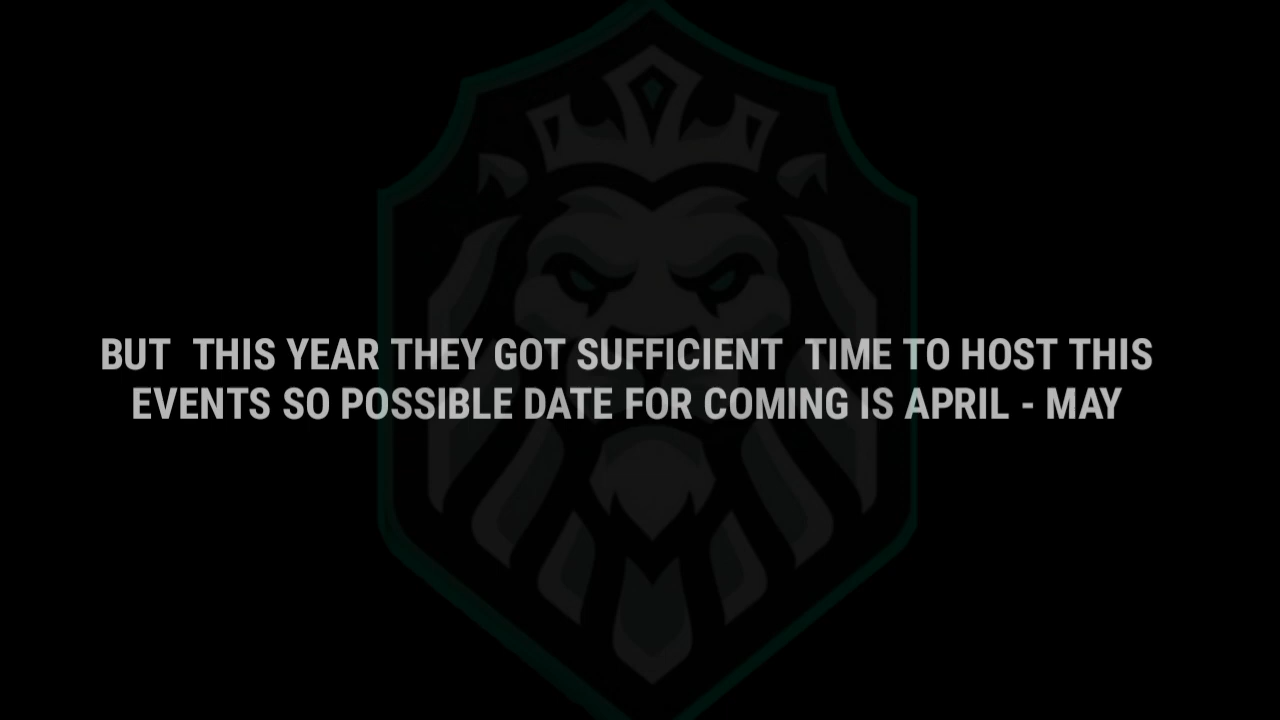 BUT  THIS YEAR THEY GOT SUFFICIENT  TIME TO HOST THIS
EVENTS SO POSSIBLE DATE FOR COMING IS APRIL - MAY